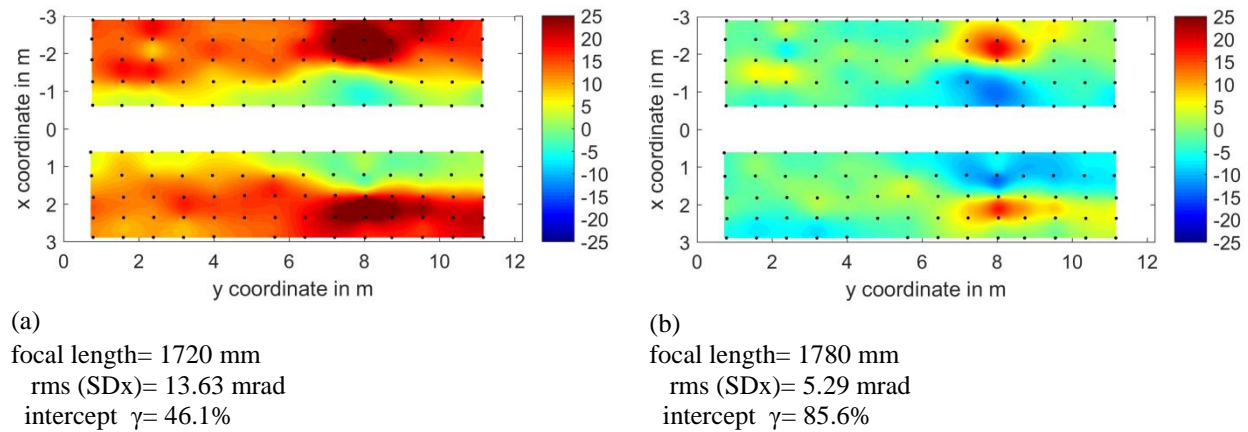 -3
-2
-1
0
1
2
3
x coordinate in m
0 2 4 6 8 10 12
y coordinate in m
25
20
15
10
5
0
-5
-10
-15
-20
-25
-3
-2
-1
0
1
2
3
x coordinate in m
0 2 4 6 8 10 12
y coordinate in m
25
20
15
10
5
0
-5
-10
-15
-20
-25
(a)
focal length= 1720 mm
rms (SDx)= 13.63 mrad
intercept γ= 46.1%
(b)
focal length= 1780 mm
rms (SDx)= 5.29 mrad
intercept γ= 85.6%